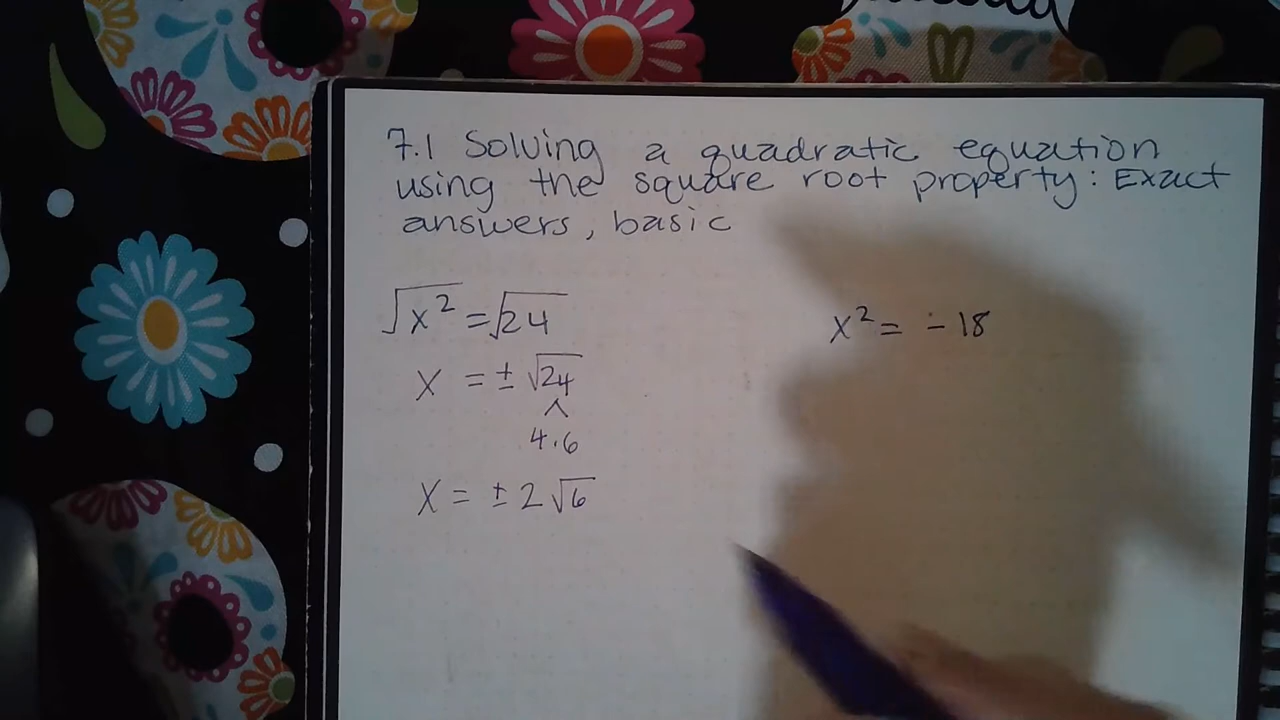 7.1 Solving a quadratic equation
using the square root property: Exact
answers, basic
√x² = √24
x = ± √24
4.6
x = ± 2 √6
x² = -18